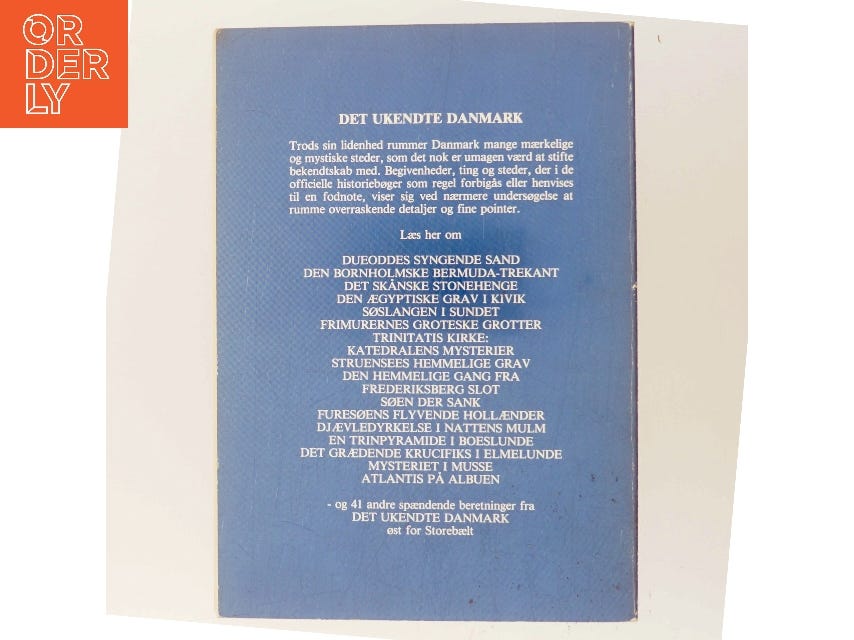 OR
DER
LY
DET UKENDTE DANMARK
Trods sin lidenhed rummer Danmark mange mærkelige
og mystiske steder, som det nok er umagen værd at stifte
bekendtskab med. Begivenheder, ting og steder, der i de
officielle historiebøger som regel forbigås eller henvises
til en fodnote, viser sig ved nærmere undersøgelse at
rumme overraskende detaljer og fine pointer.
Læs her om
DUEODDES SYNGENDE SAND
DEN BORNHOLMSKE BERMUDA-TREKANT
DET SKÅNSKE STONEHENGE
DEN ÆGYPTISKE GRAV I KIVIK
SØSLANGEN I SUNDET
FRIMURERNES GROTESKE GROTTER
TRINITATIS KIRKE:
KATEDRALENS MYSTERIER
STRUENSEES HEMMELIGE GRAV
DEN HEMMELIGE GANG FRA
FREDERIKSBERG SLOT
SØEN DER SANK
FURESØENS FLYVENDE HOLLÆNDER
DJÆVLEDYRKELSE I NATTENS MULM
EN TRINPYRAMIDE I BOESLUNDE
DET GRÆDENDE KRUCIFIKS I ELMELUNDE
MYSTERIET I MUSSE
ATLANTIS PÅ ALBUEN
- og 41 andre spændende beretninger fra
DET UKENDTE DANMARK
øst for Storebælt